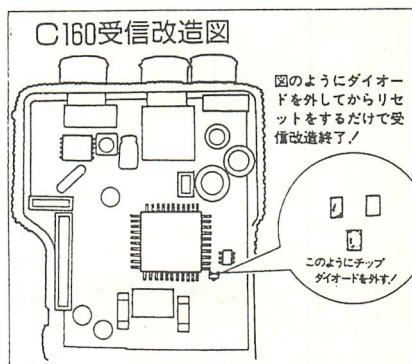 C160受信改造図
図のようにダイオー
ドを外してからリセ
ットをするだけで受
信改造終了!
このようにチップ
ダイオードを外す!